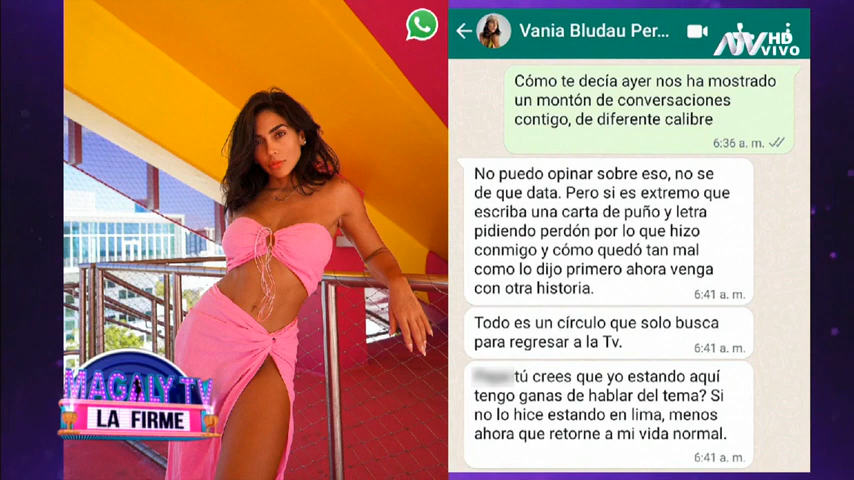 Vania Bludau Per...
ATV HD
VIVO
Cómo te decía ayer nos ha mostrado
un montón de conversaciones
contigo, de diferente calibre
6:36 a. m.
No puedo opinar sobre eso, no se
de que data. Pero si es extremo que
escriba una carta de puño y letra
pidiendo perdón por lo que hizo
conmigo y cómo quedó tan mal
como lo dijo primero ahora venga
con otra historia.
6:41 a. m.
Todo es un círculo que solo busca
para regresar a la Tv.
6:41 a. m.
tú crees que yo estando aquí
tengo ganas de hablar del tema? Si
no lo hice estando en lima, menos
ahora que retorne a mi vida normal.
6:41 a. m.
MAGALY TV
LA FIRME